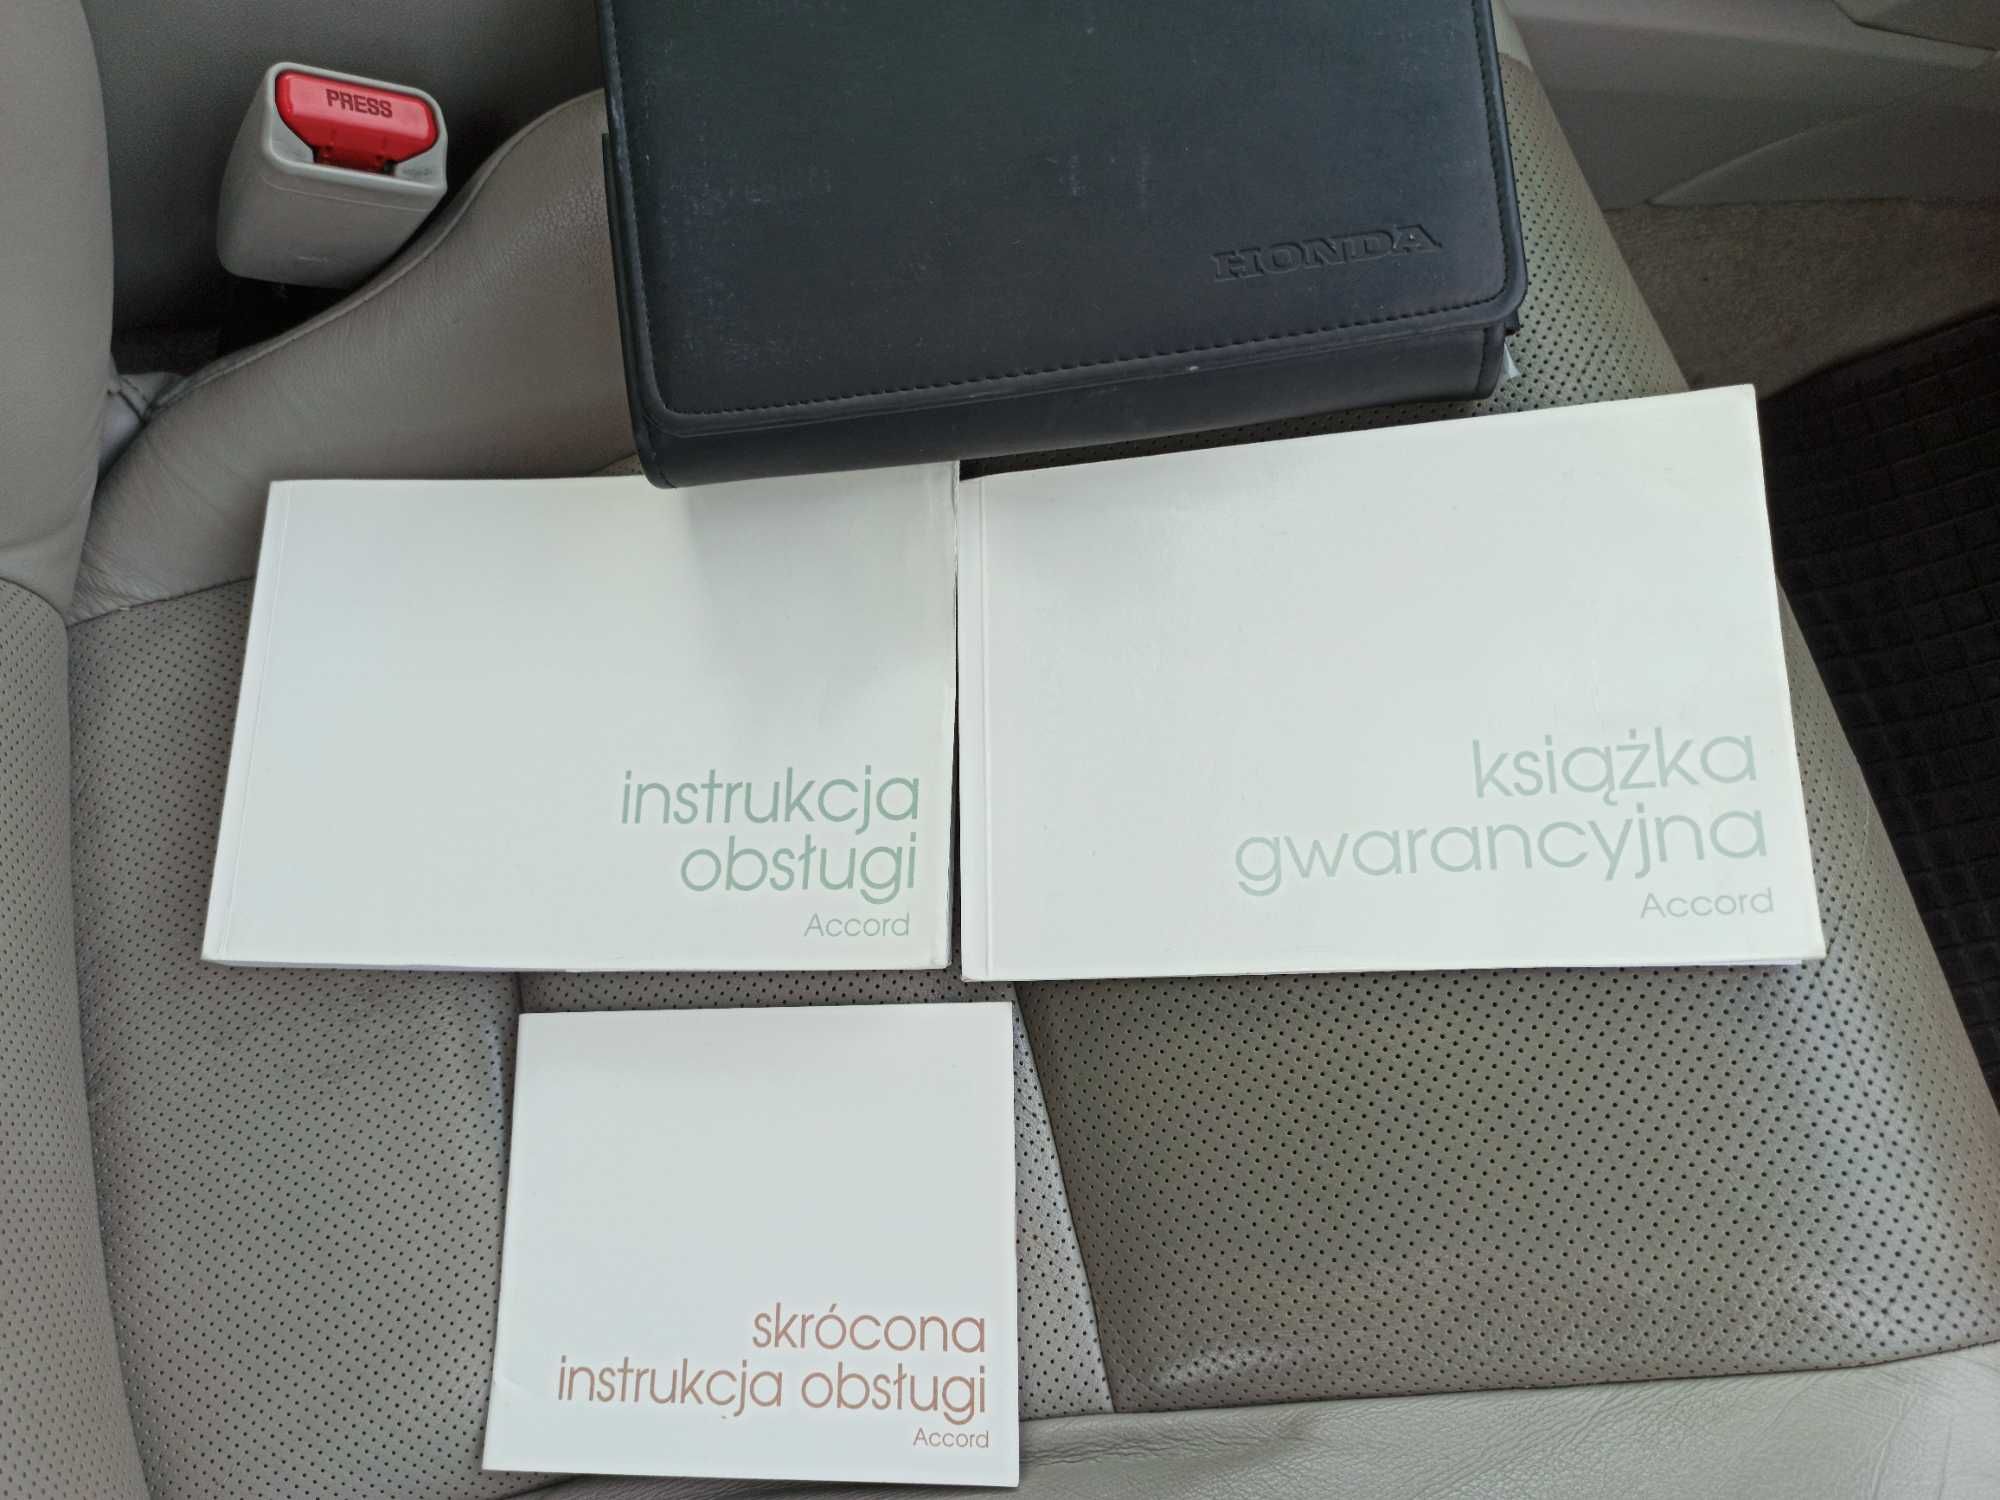 PRESS
HONDA
instrukcja
obsługi
Accord
książka
gwarancyjna
Accord
skrócona
instrukcja obsługi
Accord